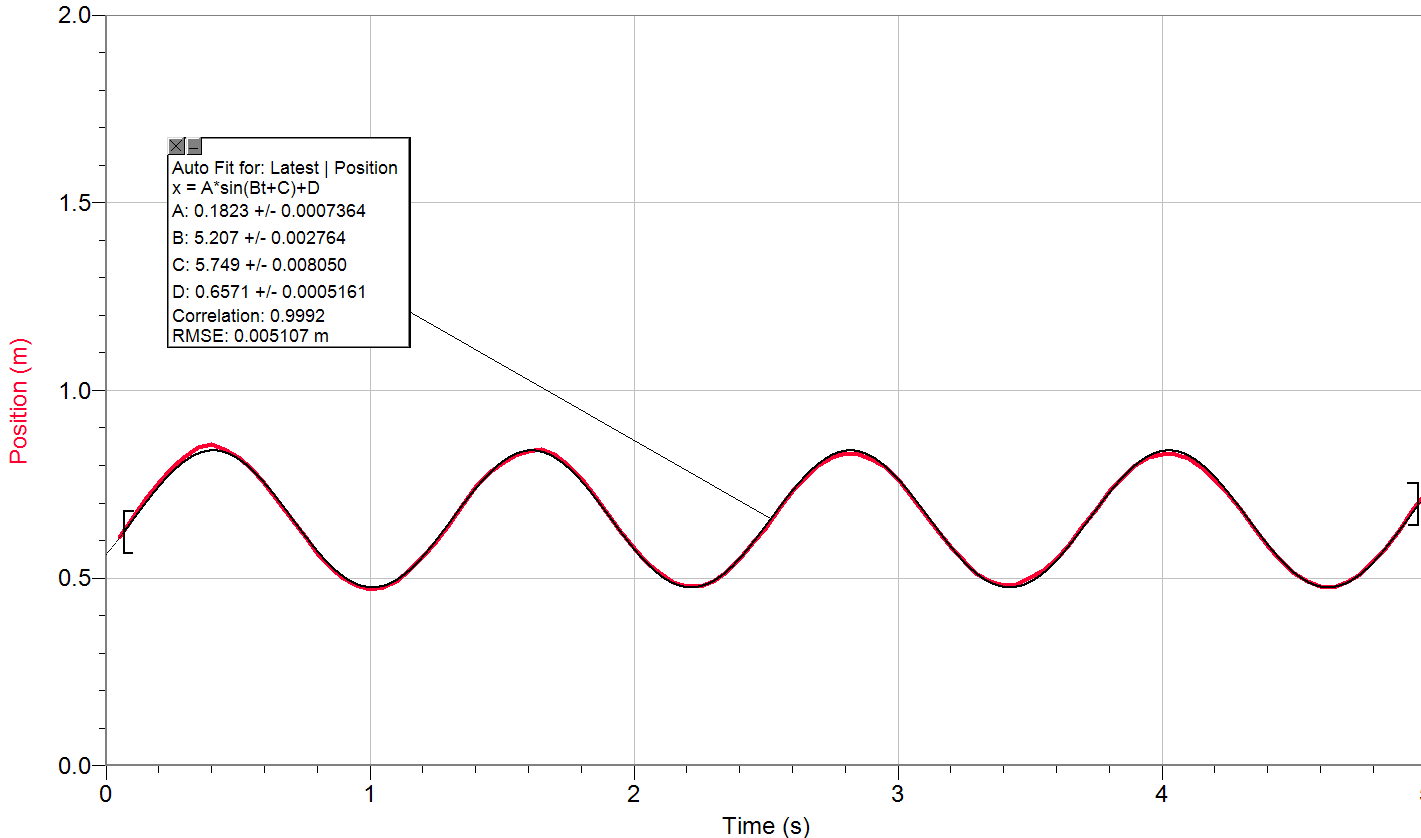 2.0
1.5
1.0
0.5
0.0
Position (m)
Auto Fit for: Latest | Position
x = A*sin(Bt+C)+D
A: 0.1823 +/- 0.0007364
B: 5.207 +/- 0.002764
C: 5.749 +/- 0.008050
D: 0.6571 +/- 0.0005161
Correlation: 0.9992
RMSE: 0.005107 m
0 1 2 3 4
Time (s)